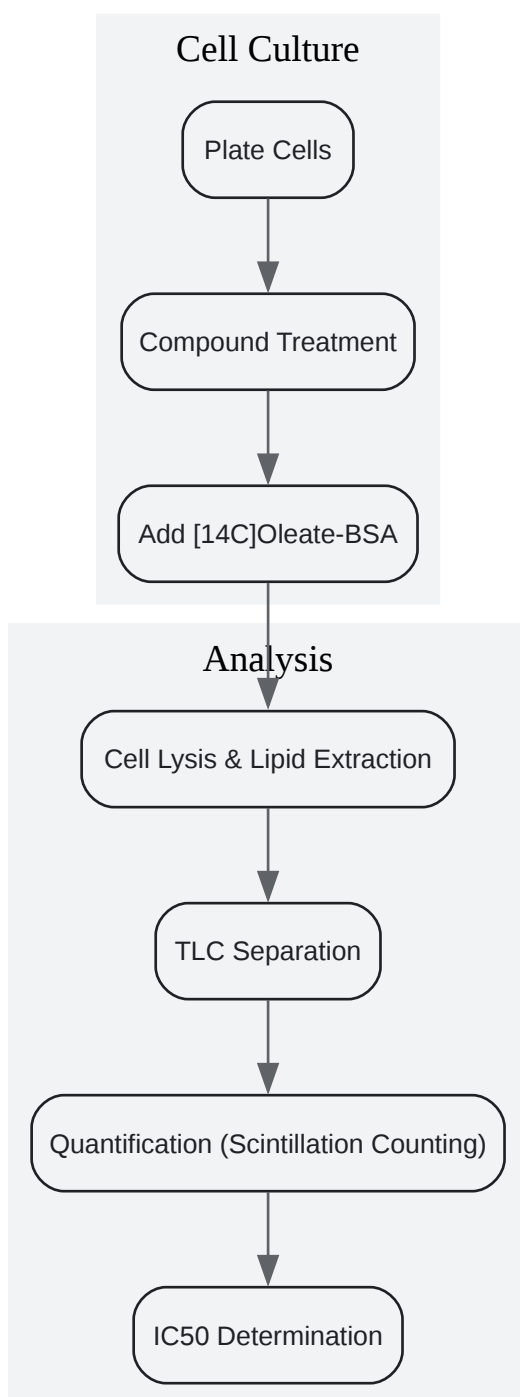 Cell Culture
Plate Cells
Compound Treatment
Add [14C]Oleate-BSA
Analysis
Cell Lysis & Lipid Extraction
TLC Separation
Quantification (Scintillation Counting)
IC50 Determination